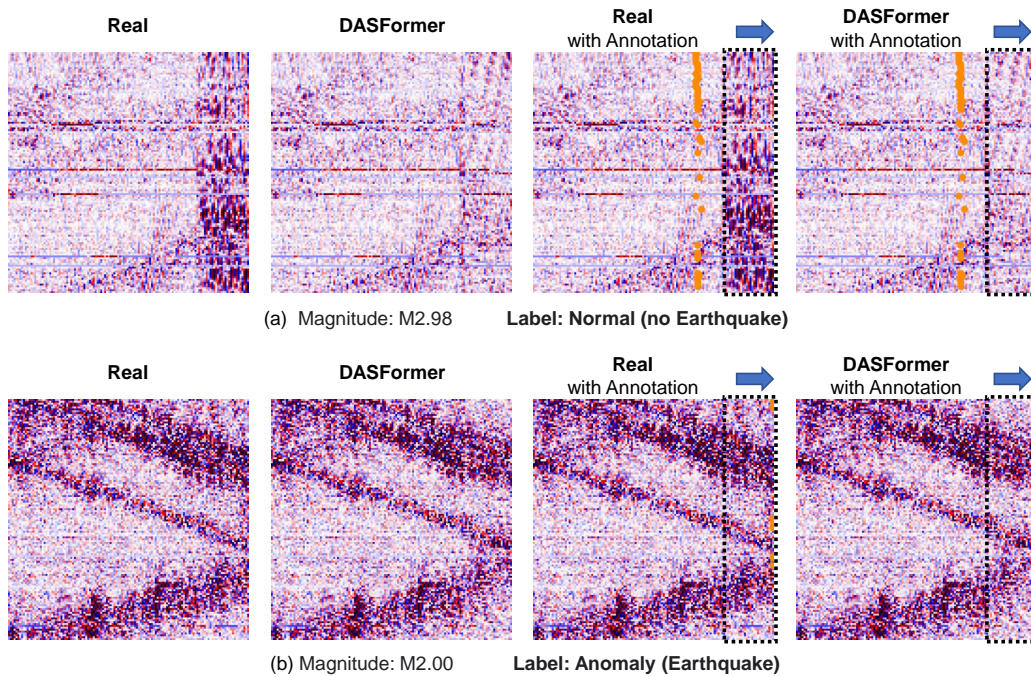 Real
DASFormer
Real
with Annotation
DASFormer
with Annotation
(a) Magnitude: M2.98 Label: Normal (no Earthquake)
Real
DASFormer
Real
with Annotation
DASFormer
with Annotation
(b) Magnitude: M2.00 Label: Anomaly (Earthquake)